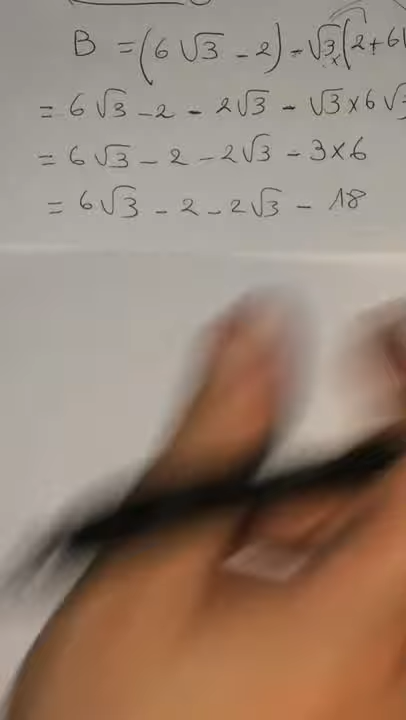 B = (6√3 - 2) - √3(2+6√
= 6√3 - 2 - 2√3 - √3×6√3
= 6√3 - 2 - 2√3 - 3×6
= 6√3 - 2 - 2√3 - 18